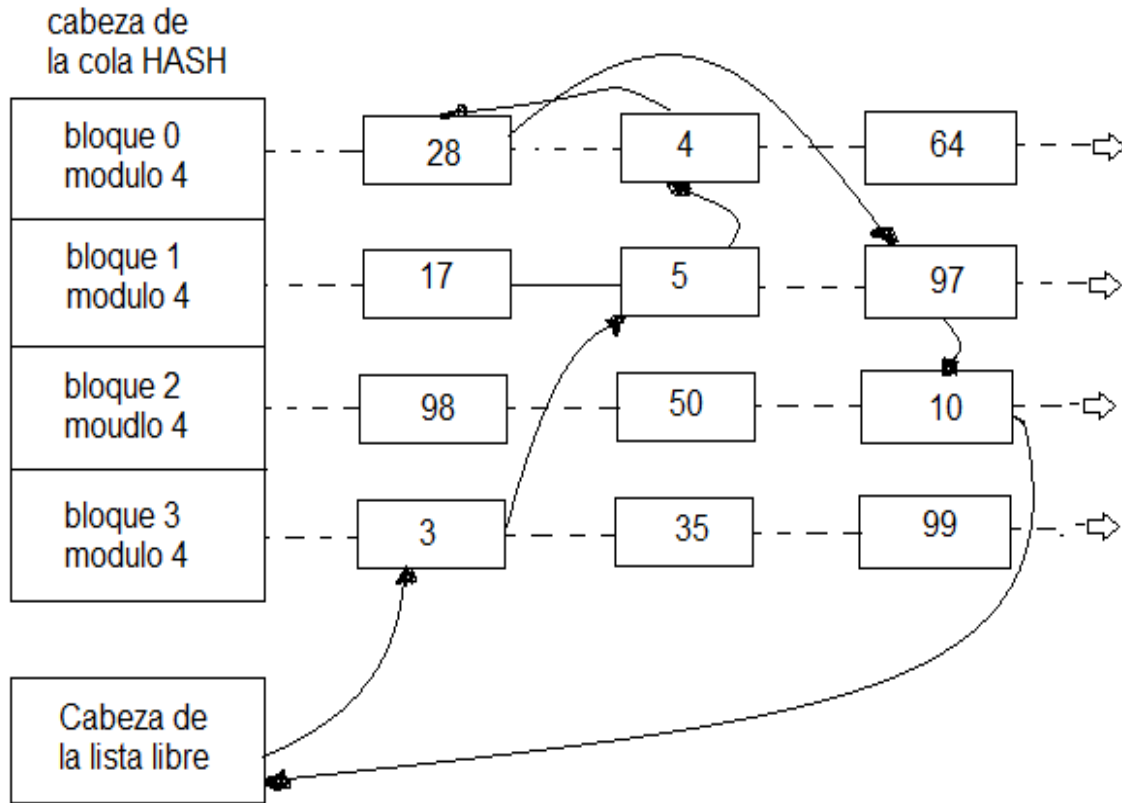 cabeza de
la cola HASH
bloque 0
modulo 4
28
4
64
bloque 1
modulo 4
17
5
97
bloque 2
moudlo 4
98
50
10
bloque 3
modulo 4
3
35
99
Cabeza de
la lista libre